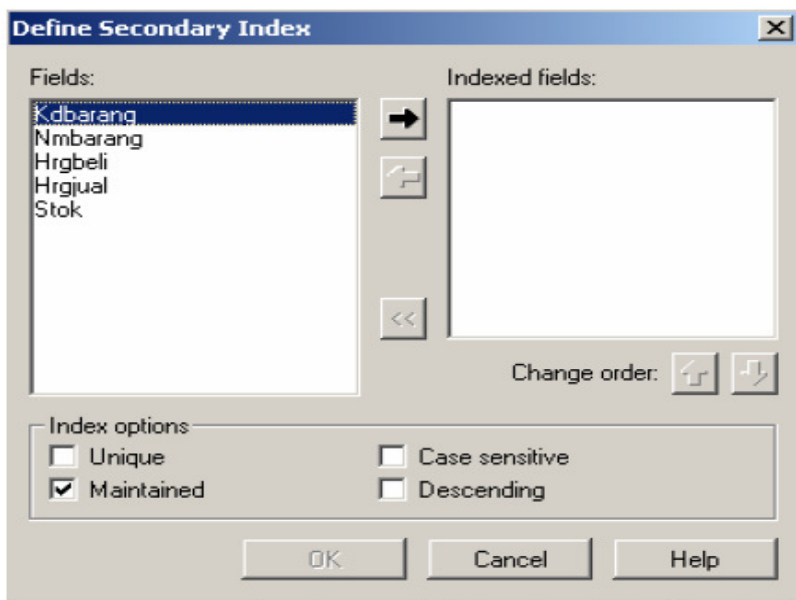 Define Secondary Index
Fields:
Kdbarang
Nmbarang
Hrgbeli
Hrgjual
Stok
<<
Indexed fields:
Change order:
Index options
Unique
Maintained
Case sensitive
Descending
OK
Cancel
Help